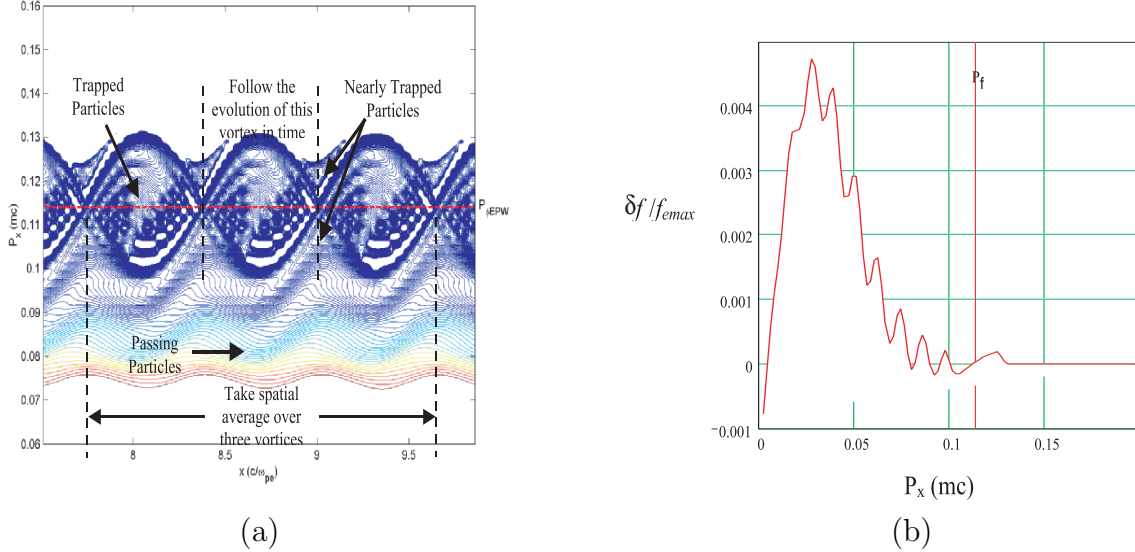 0.16
0.15
0.14
0.13
0.12
0.11
0.1
0.09
0.08
0.07
0.06
P_x (mc)
Trapped
Particles
Follow the
evolution of this
vortex in time
Nearly Trapped
Particles
P_ϕEPW
Passing
Particles
Take spatial
average over
three vortices
8
8.5
9
9.5
x (c/ω_pe)
(a)
δf /f_emax
0.004
0.003
0.002
0.001
0
−0.001
P_f
0
0.05
0.1
0.15
P_x (mc)
(b)